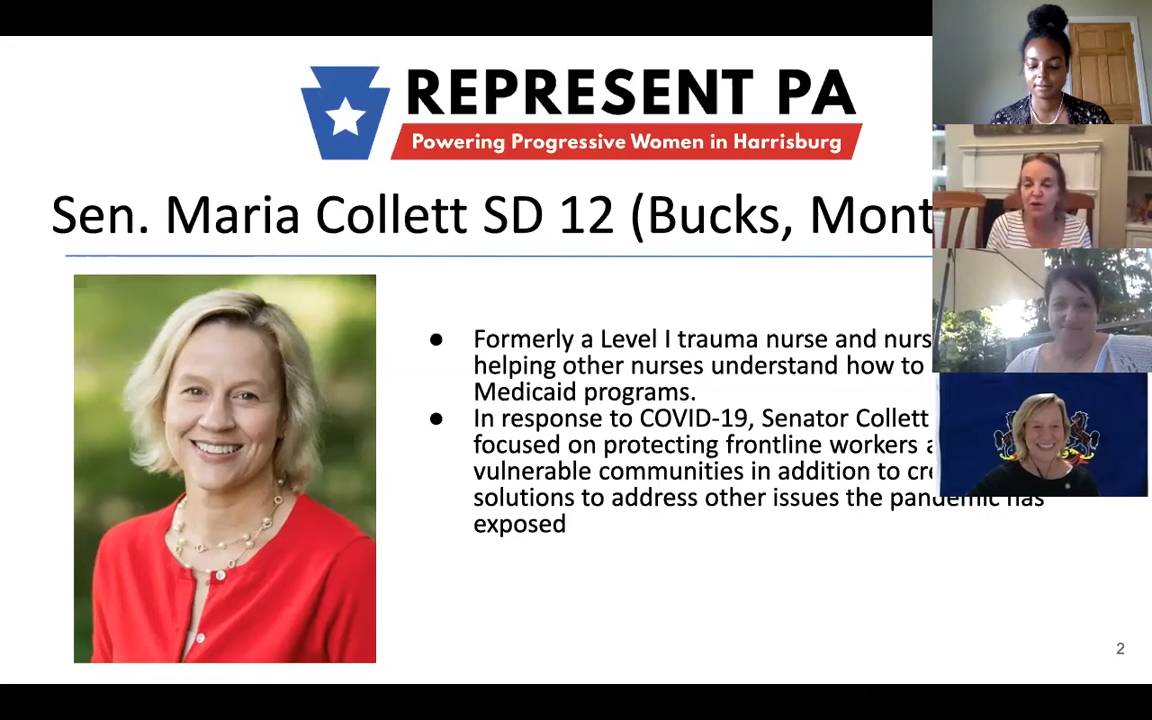 REPRESENT PA
Powering Progressive Women in Harrisburg
Sen. Maria Collett SD 12 (Bucks, Mont
● Formerly a Level I trauma nurse and nurs
helping other nurses understand how to
Medicaid programs.
● In response to COVID-19, Senator Collett
focused on protecting frontline workers
vulnerable communities in addition to cre
solutions to address other issues the pandemic has
exposed
2